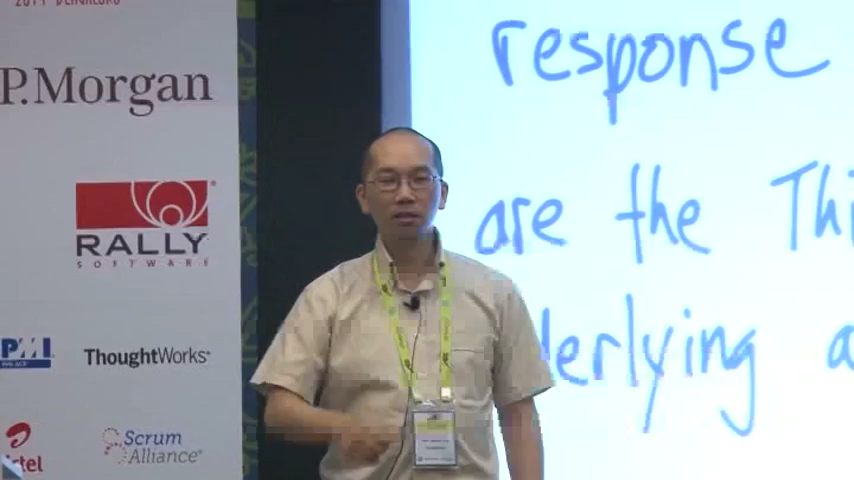 P.Morgan
RALLY
SOFTWARE
PMI
ThoughtWorks®
Scrum
Alliance®
response
are the Thi
derlying a